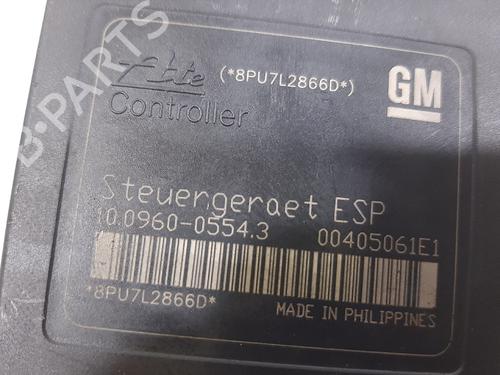 Ate (*8PU7L2866D*)
GM
Controller
Steuergeraet ESP
10.0960-0554.3 00405061E1
*8PU7L2866D*
MADE IN PHILIPPINES
B-PARTS